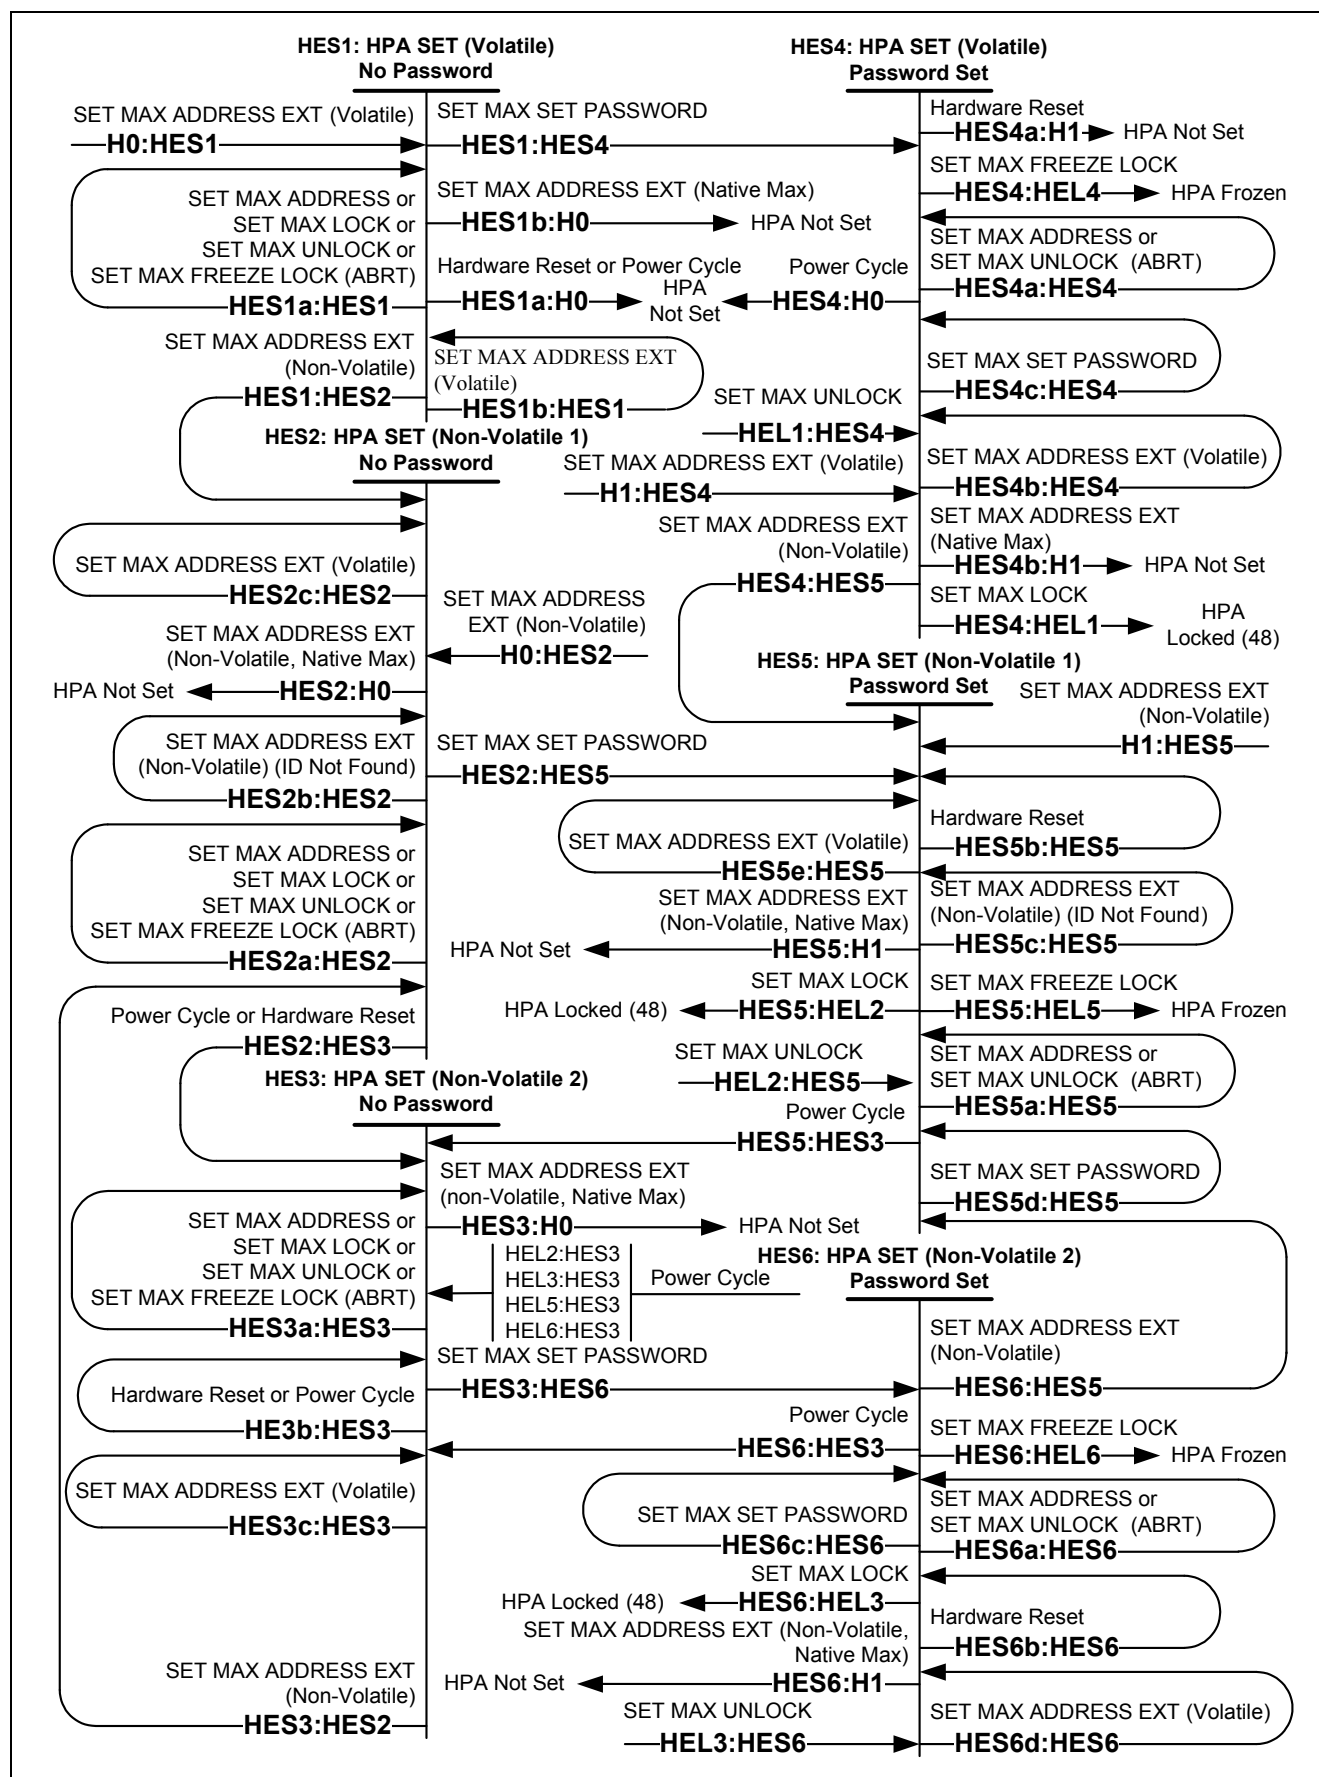 HES1: HPA SET (Volatile)
No Password
SET MAX ADDRESS EXT (Volatile)
H0:HES1
SET MAX SET PASSWORD
HES1:HES4
SET MAX ADDRESS or
SET MAX LOCK or
SET MAX UNLOCK or
SET MAX FREEZE LOCK (ABRT)
HES1a:HES1
SET MAX ADDRESS EXT (Native Max)
HES1b:H0
HPA Not Set
Hardware Reset or Power Cycle
HES1a:H0
HPA
Not Set
SET MAX ADDRESS EXT
(Non-Volatile)
HES1:HES2
SET MAX ADDRESS EXT
(Volatile)
HES1b:HES1
HES2: HPA SET (Non-Volatile 1)
No Password
SET MAX ADDRESS EXT (Volatile)
HES2c:HES2
SET MAX ADDRESS
EXT (Non-Volatile)
H0:HES2
SET MAX ADDRESS EXT
(Non-Volatile, Native Max)
HPA Not Set
HES2:H0
SET MAX ADDRESS EXT
(Non-Volatile) (ID Not Found)
HES2b:HES2
SET MAX SET PASSWORD
HES2:HES5
SET MAX ADDRESS or
SET MAX LOCK or
SET MAX UNLOCK or
SET MAX FREEZE LOCK (ABRT)
HES2a:HES2
Power Cycle or Hardware Reset
HES2:HES3
HES3: HPA SET (Non-Volatile 2)
No Password
SET MAX ADDRESS EXT
(non-Volatile, Native Max)
HES3:H0
HPA Not Set
SET MAX ADDRESS or
SET MAX LOCK or
SET MAX UNLOCK or
SET MAX FREEZE LOCK (ABRT)
HES3a:HES3
HEL2:HES3
HEL3:HES3
HEL5:HES3
HEL6:HES3
Power Cycle
SET MAX SET PASSWORD
HES3:HES6
Hardware Reset or Power Cycle
HE3b:HES3
SET MAX ADDRESS EXT (Volatile)
HES3c:HES3
SET MAX ADDRESS EXT
(Non-Volatile)
HES3:HES2
HES4: HPA SET (Volatile)
Password Set
Hardware Reset
HES4a:H1
HPA Not Set
SET MAX FREEZE LOCK
HES4:HEL4
HPA Frozen
SET MAX ADDRESS or
SET MAX UNLOCK (ABRT)
HES4a:HES4
Power Cycle
HES4:H0
SET MAX SET PASSWORD
HES4c:HES4
SET MAX UNLOCK
HEL1:HES4
SET MAX ADDRESS EXT (Volatile)
H1:HES4
SET MAX ADDRESS EXT (Volatile)
HES4b:HES4
SET MAX ADDRESS EXT
(Non-Volatile)
HES4:HES5
SET MAX ADDRESS EXT
(Native Max)
HES4b:H1
HPA Not Set
SET MAX LOCK
HES4:HEL1
HPA
Locked (48)
HES5: HPA SET (Non-Volatile 1)
Password Set
SET MAX ADDRESS EXT
(Non-Volatile)
H1:HES5
Hardware Reset
HES5b:HES5
SET MAX ADDRESS EXT (Volatile)
HES5e:HES5
SET MAX ADDRESS EXT
(Non-Volatile, Native Max)
HPA Not Set
HES5:H1
SET MAX ADDRESS EXT
(Non-Volatile) (ID Not Found)
HES5c:HES5
SET MAX LOCK
HPA Locked (48)
HES5:HEL2
SET MAX FREEZE LOCK
HES5:HEL5
HPA Frozen
SET MAX UNLOCK
HEL2:HES5
SET MAX ADDRESS or
SET MAX UNLOCK (ABRT)
HES5a:HES5
Power Cycle
HES5:HES3
SET MAX SET PASSWORD
HES5d:HES5
HES6: HPA SET (Non-Volatile 2)
Password Set
SET MAX ADDRESS EXT
(Non-Volatile)
HES6:HES5
Power Cycle
HES6:HES3
SET MAX FREEZE LOCK
HES6:HEL6
HPA Frozen
SET MAX SET PASSWORD
HES6c:HES6
SET MAX ADDRESS or
SET MAX UNLOCK (ABRT)
HES6a:HES6
SET MAX LOCK
HPA Locked (48)
HES6:HEL3
Hardware Reset
HES6b:HES6
SET MAX ADDRESS EXT (Non-Volatile,
Native Max)
HPA Not Set
HES6:H1
SET MAX UNLOCK
HEL3:HES6
SET MAX ADDRESS EXT (Volatile)
HES6d:HES6